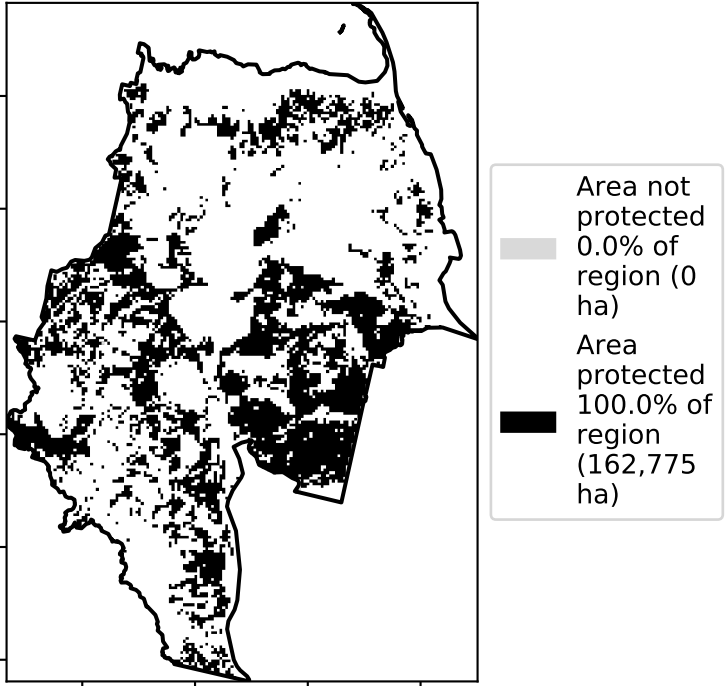 Area not
protected
0.0% of
region (0
ha)
Area
protected
100.0% of
region
(162,775
ha)